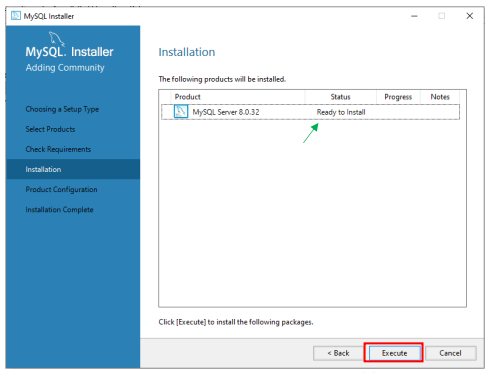 MySQL Installer
MySQL. Installer
Adding Community
Choosing a Setup Type
Select Products
Check Requirements
Installation
Product Configuration
Installation Complete
Installation
The following products will be installed.
Product Status Progress Notes
MySQL Server 8.0.32 Ready to Install
Click [Execute] to install the following packages.
< Back Execute Cancel